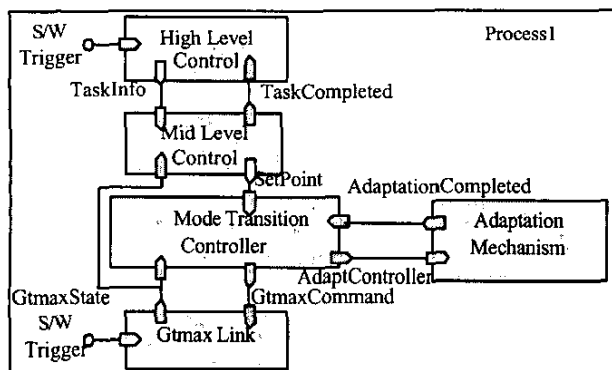 S/W
Trigger
High Level
Control
Process1
TaskInfo
TaskCompleted
Mid Level
Control
SetPoint
AdaptationCompleted
Mode Transition
Controller
Adaptation
Mechanism
AdaptController
GtmaxState
GtmaxCommand
S/W
Trigger
Gtmax Link